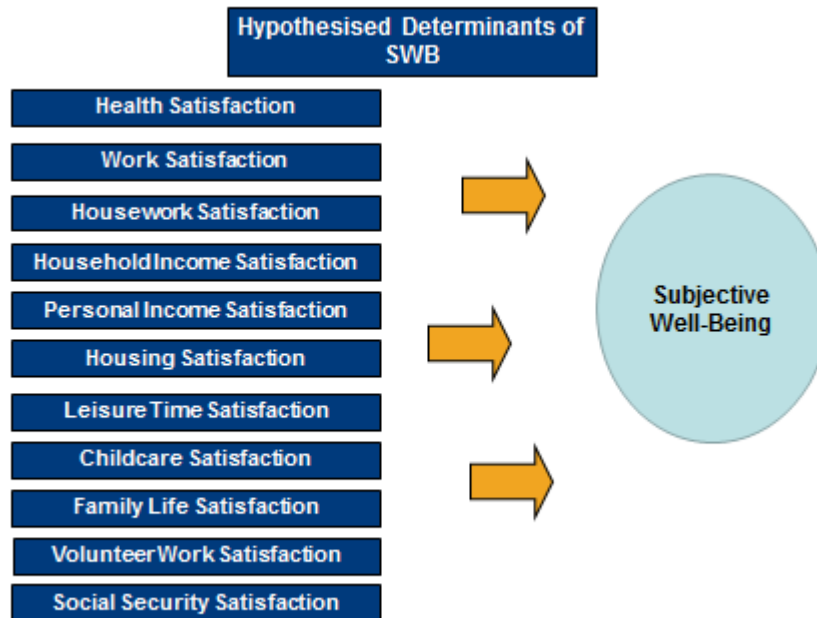 Hypothesised Determinants of
SWB
Health Satisfaction
Work Satisfaction
Housework Satisfaction
Household Income Satisfaction
Personal Income Satisfaction
Housing Satisfaction
Leisure Time Satisfaction
Childcare Satisfaction
Family Life Satisfaction
Volunteer Work Satisfaction
Social Security Satisfaction
Subjective
Well-Being